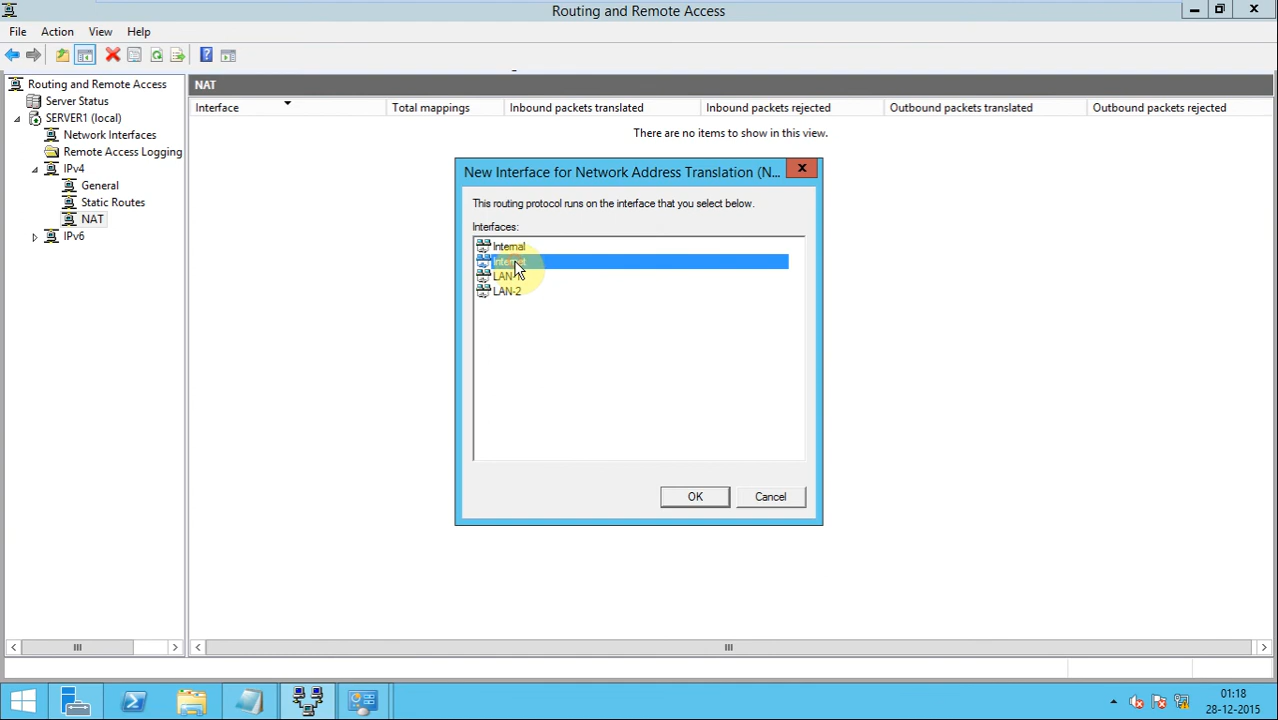 Routing and Remote Access
File Action View Help
Routing and Remote Access
Server Status
SERVER1 (local)
Network Interfaces
Remote Access Logging
IPv4
General
Static Routes
NAT
IPv6
NAT
Interface Total mappings Inbound packets translated Inbound packets rejected Outbound packets translated Outbound packets rejected
There are no items to show in this view.
New Interface for Network Address Translation (N...
This routing protocol runs on the interface that you select below.
Interfaces:
Internal
Internet
LAN-1
LAN-2
OK Cancel
01:18
28-12-2015